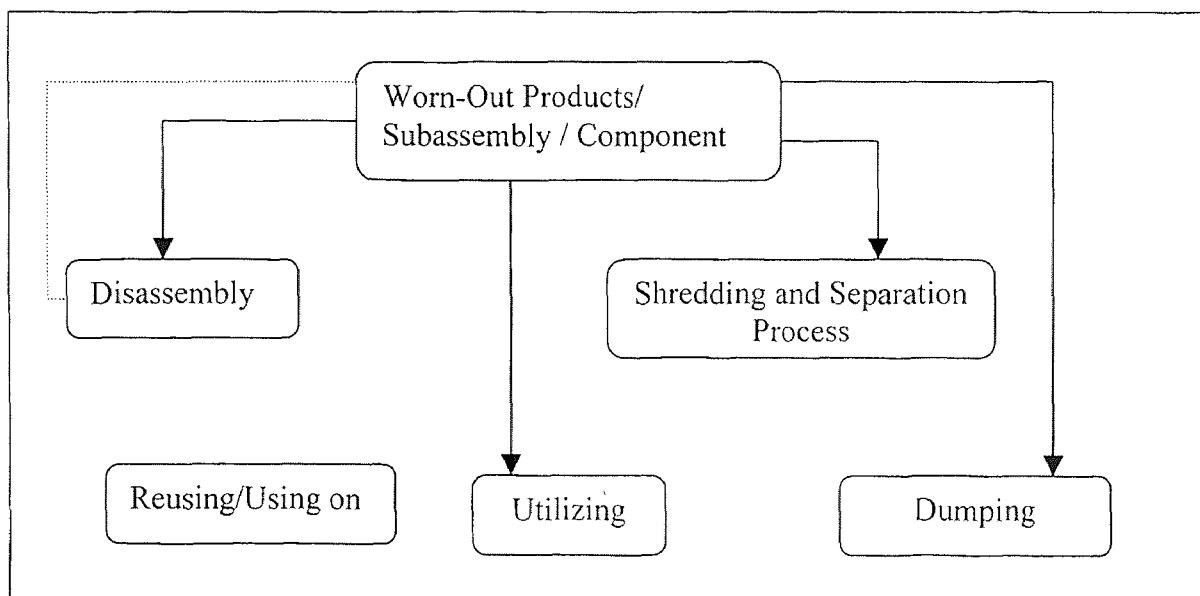 Worn-Out Products/
Subassembly / Component
Disassembly
Shredding and Separation
Process
Reusing/Using on
Utilizing
Dumping